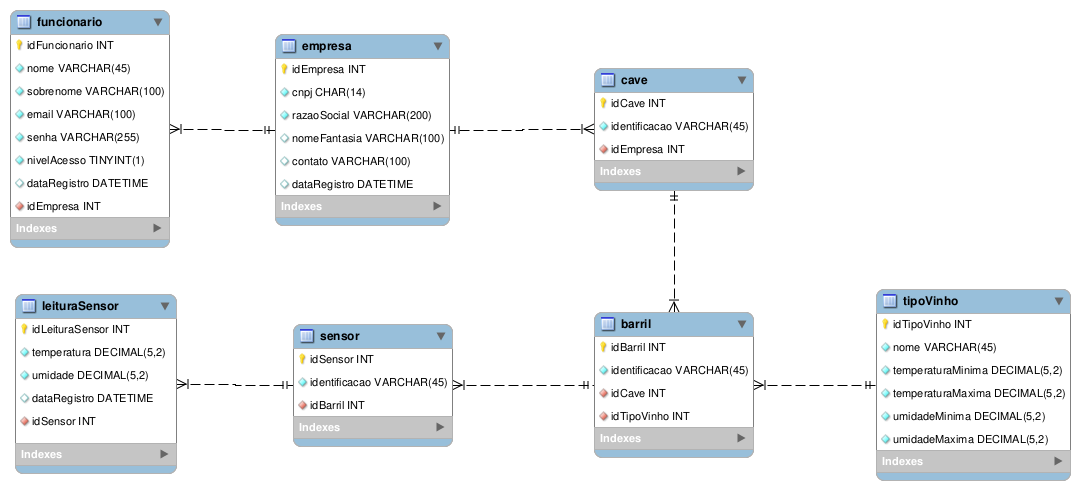 funcionario
idFuncionario INT
nome VARCHAR(45)
sobrenome VARCHAR(100)
email VARCHAR(100)
senha VARCHAR(255)
nivelAcesso TINYINT(1)
dataRegistro DATETIME
idEmpresa INT
Indexes
empresa
idEmpresa INT
cnpj CHAR(14)
razaoSocial VARCHAR(200)
nomeFantasia VARCHAR(100)
contato VARCHAR(100)
dataRegistro DATETIME
Indexes
cave
idCave INT
identificacao VARCHAR(45)
idEmpresa INT
Indexes
leituraSensor
idLeituraSensor INT
temperatura DECIMAL(5,2)
umidade DECIMAL(5,2)
dataRegistro DATETIME
idSensor INT
Indexes
sensor
idSensor INT
identificacao VARCHAR(45)
idBarril INT
Indexes
barril
idBarril INT
identificacao VARCHAR(45)
idCave INT
idTipoVinho INT
Indexes
tipoVinho
idTipoVinho INT
nome VARCHAR(45)
temperaturaMinima DECIMAL(5,2)
temperaturaMaxima DECIMAL(5,2)
umidadeMinima DECIMAL(5,2)
umidadeMaxima DECIMAL(5,2)
Indexes